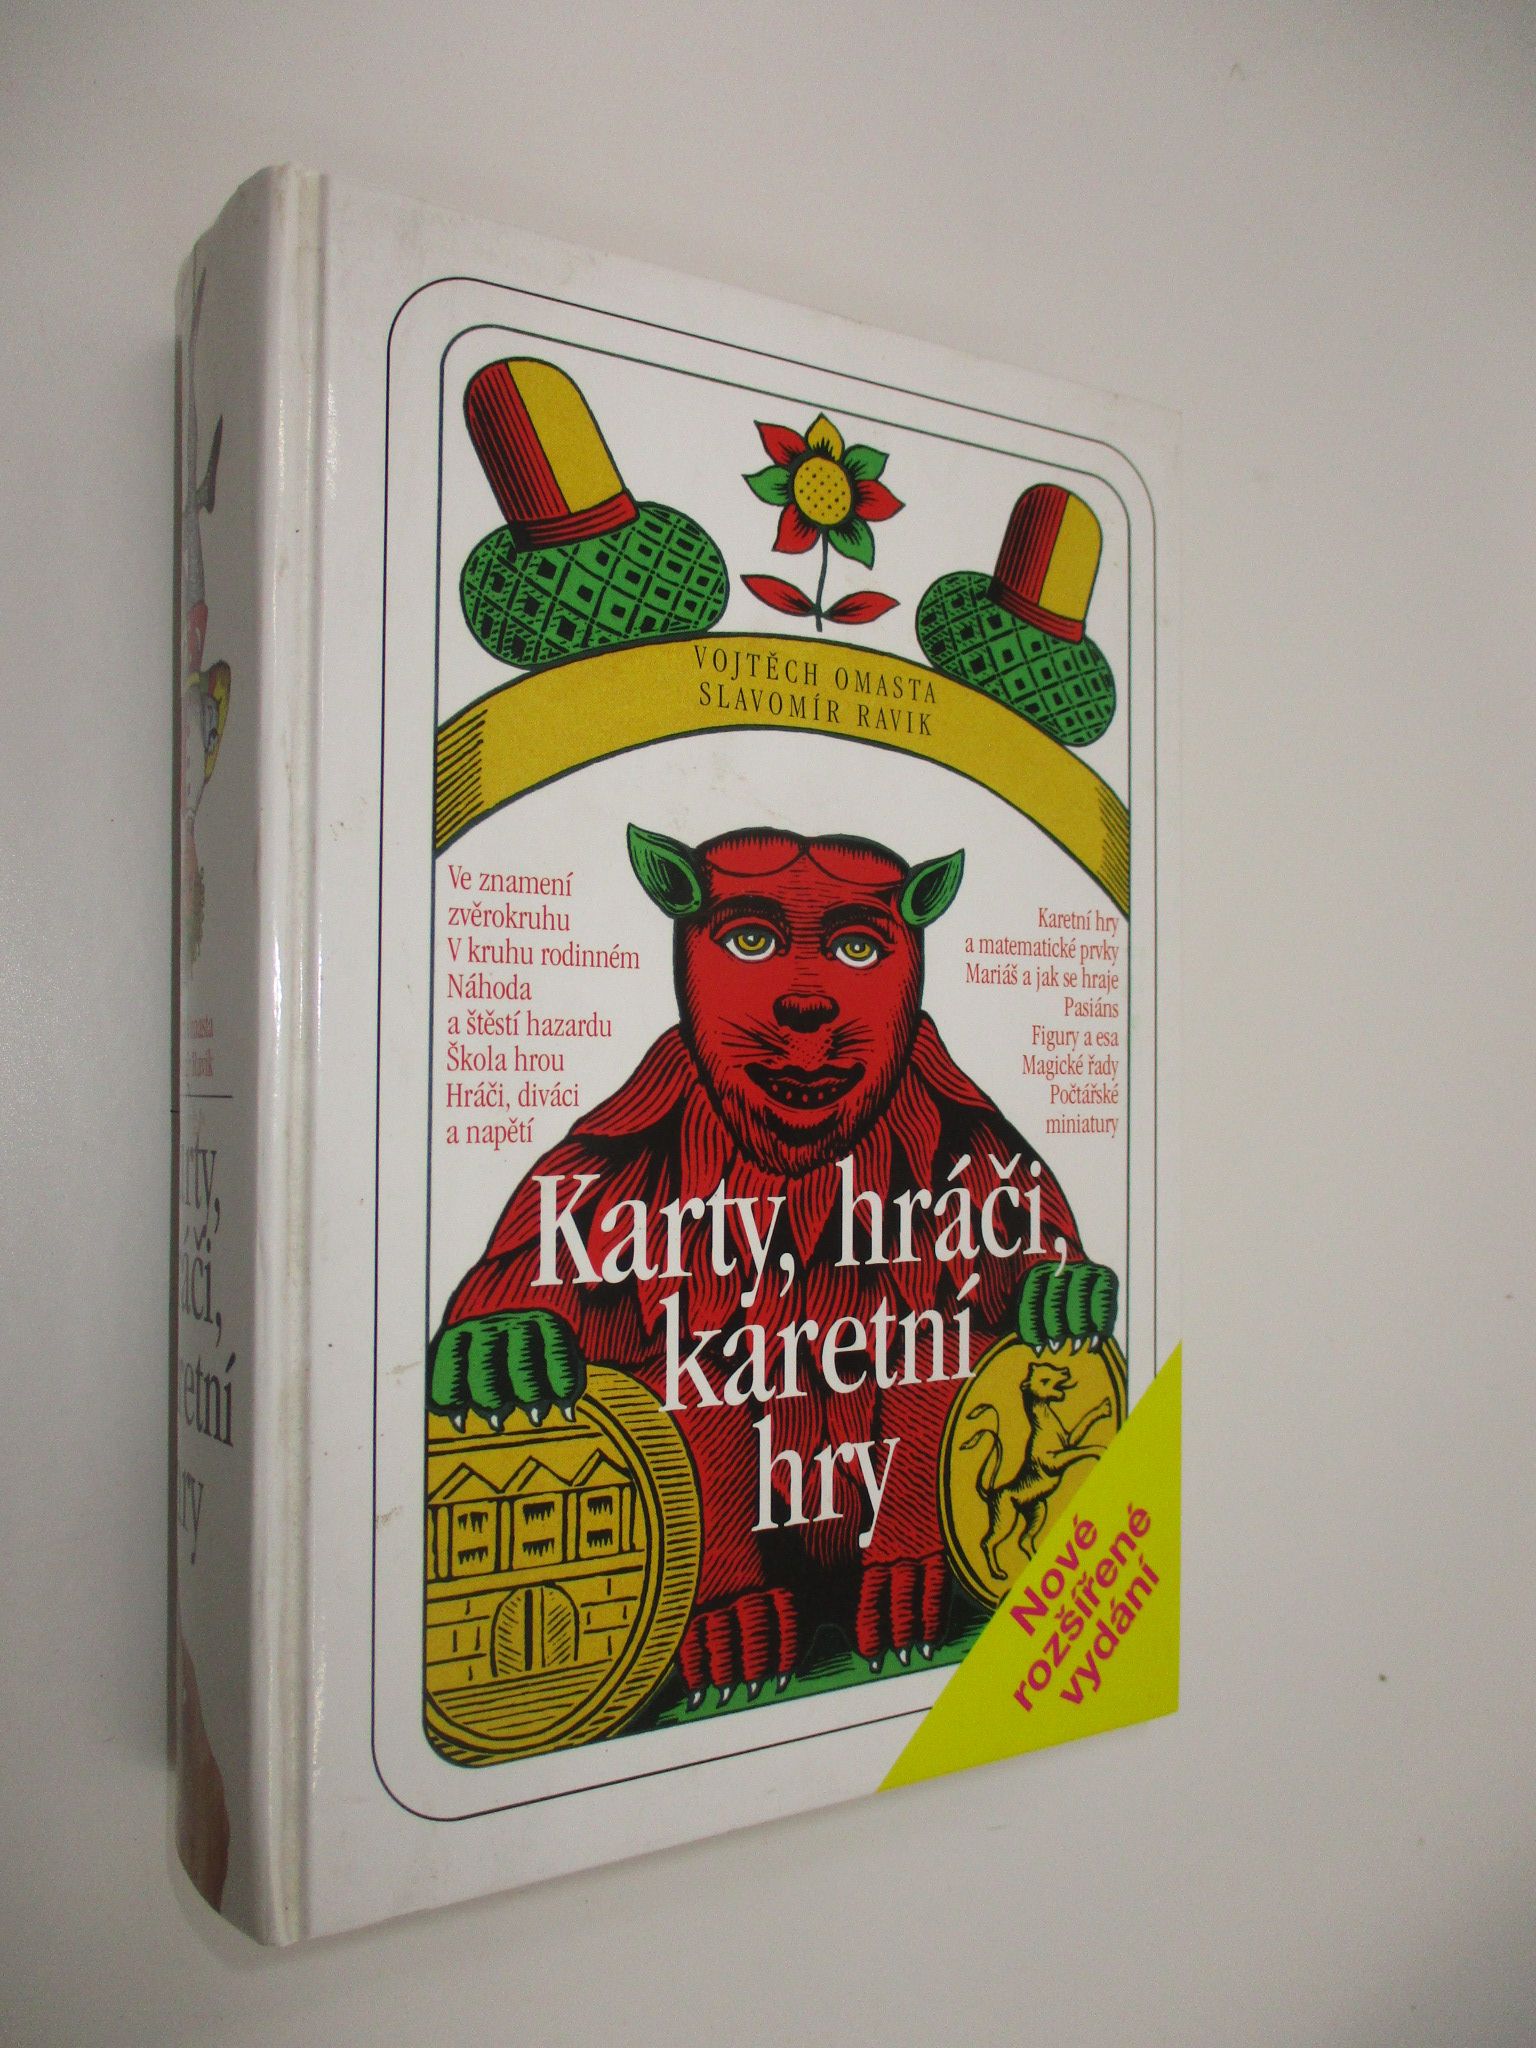 VOJTĚCH OMASTA
SLAVOMÍR RAVIK
Ve znamení
zvěrokruhu
V kruhu rodinném
Náhoda
a štěstí hazardu
Škola hrou
Hráči, diváci
a napětí
Karetní hry
a matematické prvky
Mariáš a jak se hraje
Pasiáns
Figury a esa
Magické řady
Počtářské
miniatury
Karty, hráči,
karetní
hry
Nové
rozšířené
vydání